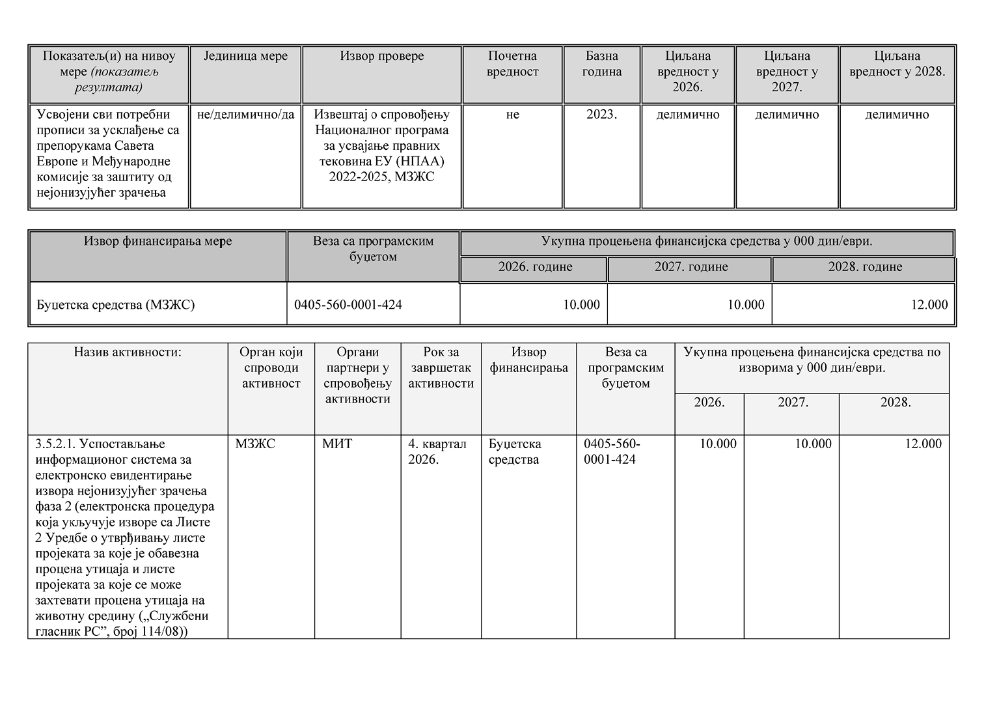 Показатељ(и) на нивоу
мере (показатељ
резултата)
Јединица мере
Извор провере
Почетна
вредност
Базна
година
Циљана
вредност у
2026.
Циљана
вредност у
2027.
Циљана
вредност у 2028.
Усвојени сви потребни
прописи за усклађење са
препорукама Савета
Европе и Међународне
комисије за заштиту од
нејонизујућег зрачења
не/делимично/да
Извештај о спровођењу
Националног програма
за усвајање правних
тековина ЕУ (НПАА)
2022-2025, МЗЖС
не
2023.
делимично
делимично
делимично
Извор финансирања мере
Веза са програмским
буџетом
Укупна процењена финансијска средства у 000 дин/еври.
2026. године
2027. године
2028. године
Буџетска средства (МЗЖС)
0405-560-0001-424
10.000
10.000
12.000
Назив активности:
Орган који
спроводи
активност
Органи
партнери у
спровођењу
активности
Рок за
завршетак
активности
Извор
финансирања
Веза са
програмским
буџетом
Укупна процењена финансијска средства по
изворима у 000 дин/еври.
2026.
2027.
2028.
3.5.2.1. Успостављање
информационог система за
електронско евидентирање
извора нејонизујућег зрачења
фаза 2 (електронска процедура
која укључује изворе са Листе
2 Уредбе о утврђивању листе
пројеката за које је обавезна
процена утицаја и листе
пројеката за које се може
захтевати процена утицаја на
животну средину („Службени
гласник РС”, број 114/08))
МЗЖС
МИТ
4. квартал
2026.
Буџетска
средства
0405-560-
0001-424
10.000
10.000
12.000